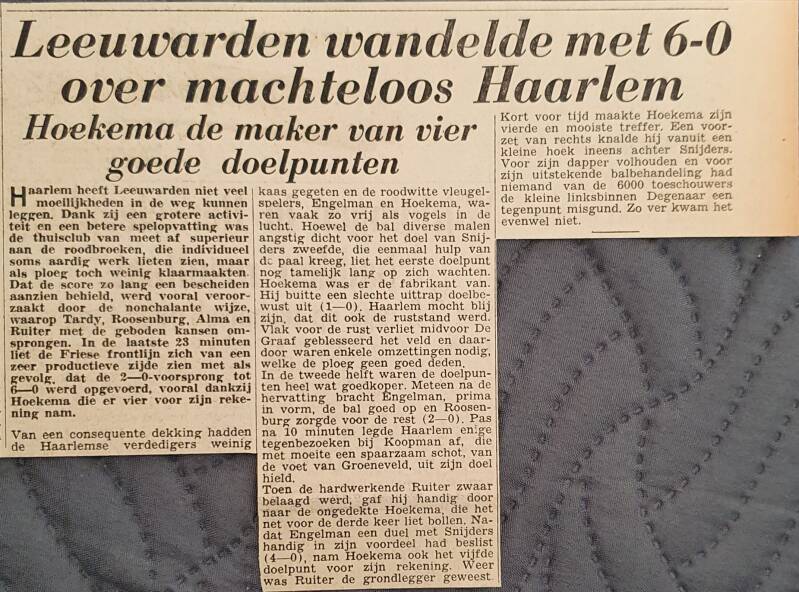 Leeuwarden wandelde met 6-0
over machteloos Haarlem
Hoekema de maker van vier
goede doelpunten
Haarlem heeft Leeuwarden niet veel
moeilijkheden in de weg kunnen
leggen. Dank zij een grotere activi-
teit en een betere spelopvatting was
de thuisclub van meet af superieur
aan de roodbroeken, die individueel
soms aardig werk lieten zien, maar
als ploeg toch weinig klaarmaakten.
Dat de score zo lang een bescheiden
aanzien behield, werd vooral veroor-
zaakt door de nonchalante wijze,
waarop Tardy, Roosenburg, Alma en
Ruiter met de geboden kansen om-
sprongen. In de laatste 23 minuten
liet de Friese frontlijn zich van een
zeer productieve zijde zien met als
gevolg, dat de 2—0-voorsprong tot
6—0 werd opgevoerd, vooral dankzij
Hoekema die er vier voor zijn reke-
ning nam.
Van een consequente dekking hadden
de Haarlemse verdedigers weinig
kaas gegeten en de roodwitte vleugel-
spelers, Engelman en Hoekema, wa-
ren vaak zo vrij als vogels in de
lucht. Hoewel de bal diverse malen
angstig dicht voor het doel van Snij-
ders zweefde, die eenmaal hulp van
de paal kreeg, liet het eerste doelpunt
nog tamelijk lang op zich wachten.
Hoekema was er de fabrikant van.
Hij buitte een slechte uittrap doelbe-
wust uit (1—0). Haarlem mocht blij
zijn, dat dit ook de ruststand werd.
Vlak voor de rust verliet midvoor De
Graaf geblesseerd het veld en daar-
door waren enkele omzettingen nodig,
welke de ploeg geen goed deden.
In de tweede helft waren de doelpun-
ten heel wat goedkoper. Meteen na de
hervatting bracht Engelman, prima
in vorm, de bal goed op en Roosen-
burg zorgde voor de rest (2—0). Pas
na 10 minuten legde Haarlem enige
tegenbezoeken bij Koopman af, die
met moeite een spaarzaam schot, van
de voet van Groeneveld, uit zijn doel
hield.
Toen de hardwerkende Ruiter zwaar
belaagd werd, gaf hij handig door
naar de ongedekte Hoekema, die het
net voor de derde keer liet bollen. Na-
dat Engelman een duel met Snijders
handig in zijn voordeel had beslist
(4—0), nam Hoekema ook het vijfde
doelpunt voor zijn rekening. Weer
was Ruiter de grondlegger geweest
Kort voor tijd maakte Hoekema zijn
vierde en mooiste treffer. Een voor-
zet van rechts knalde hij vanuit een
kleine hoek ineens achter Snijders.
Voor zijn dapper volhouden en voor
zijn uitstekende balbehandeling had
niemand van de 6000 toeschouwers
de kleine linksbinnen Degenaar een
tegenpunt misgund. Zo ver kwam het
evenwel niet.